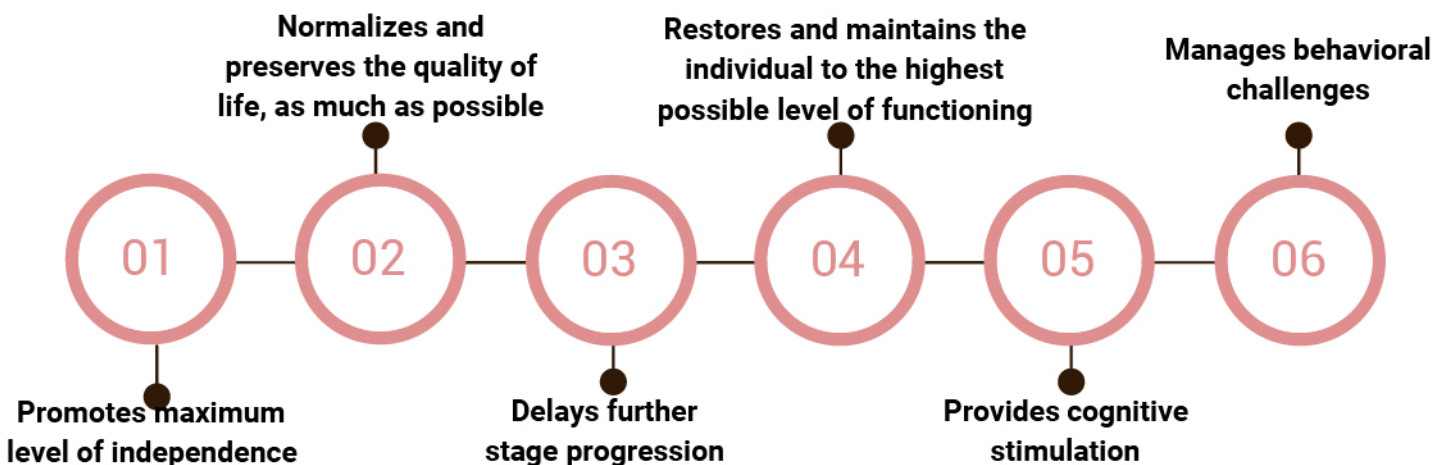 Normalizes and
preserves the quality of
life, as much as possible
Restores and maintains the
individual to the highest
possible level of functioning
Manages behavioral
challenges
01
02
03
04
05
06
Promotes maximum
level of independence
Delays further
stage progression
Provides cognitive
stimulation